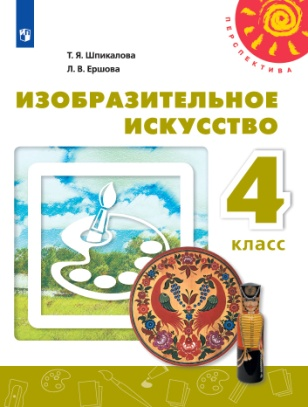 Т. Я. Шпикалова
Л. В. Ершова
ПЕРСПЕКТИВА
ИЗОБРАЗИТЕЛЬНОЕ
ИСКУССТВО
4
класс